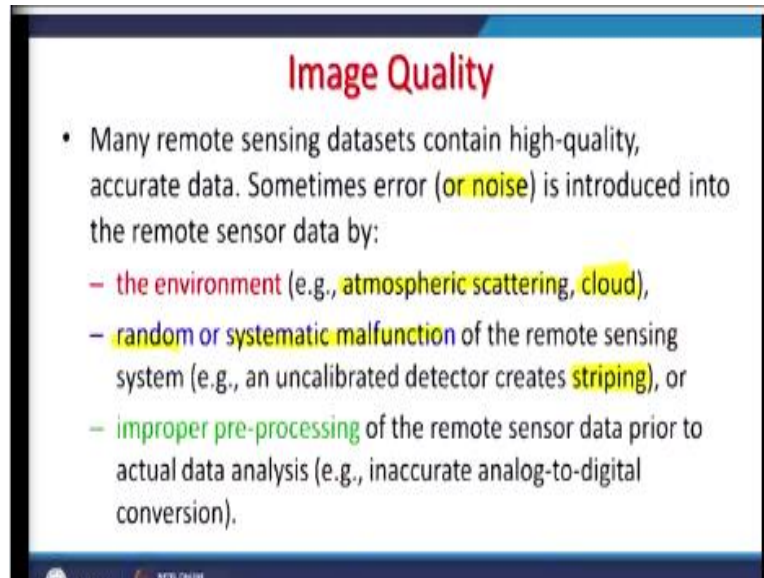 Image Quality
• Many remote sensing datasets contain high-quality,
accurate data. Sometimes error (or noise) is introduced into
the remote sensor data by:
– the environment (e.g., atmospheric scattering, cloud),
– random or systematic malfunction of the remote sensing
system (e.g., an uncalibrated detector creates striping), or
– improper pre-processing of the remote sensor data prior to
actual data analysis (e.g., inaccurate analog-to-digital
conversion).